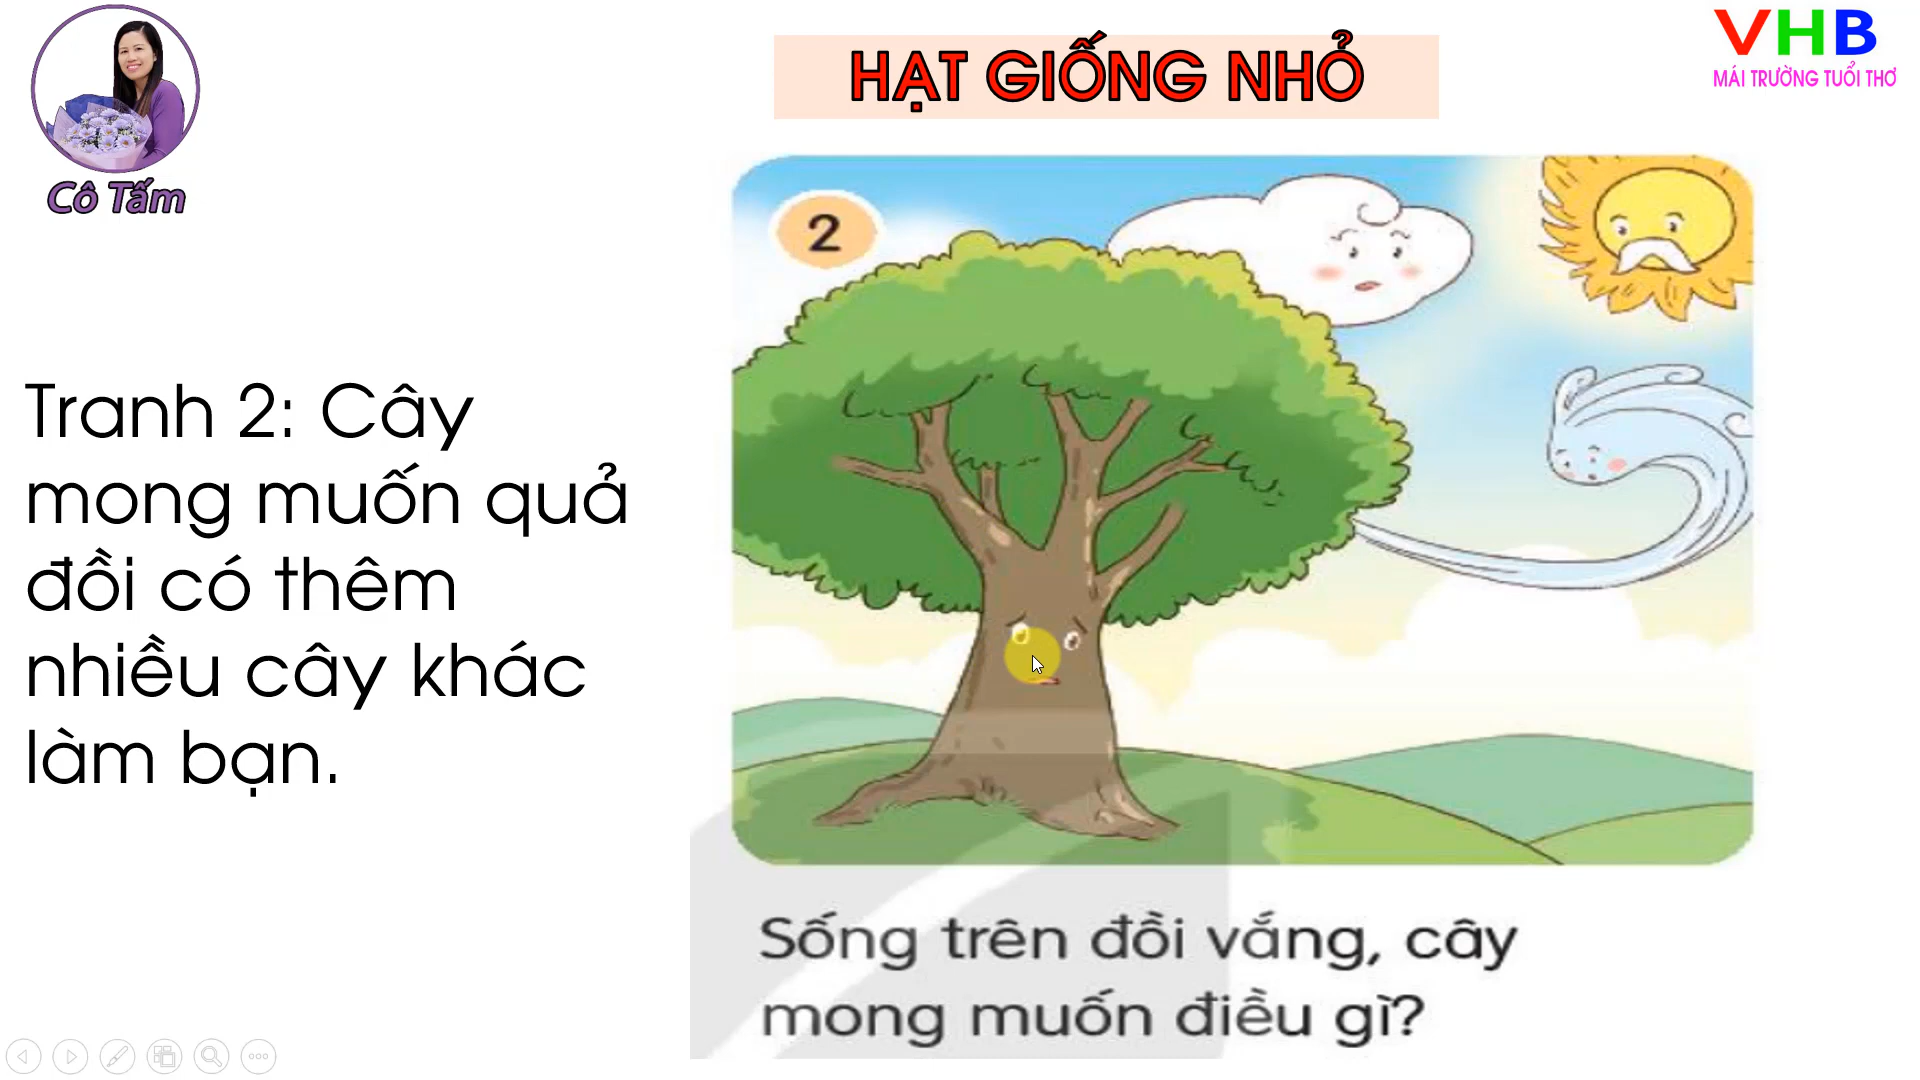 HẠT GIỐNG NHỎ
VHB
MÁI TRƯỜNG TUỔI THƠ
Cô Tấm
2
Tranh 2: Cây
mong muốn quả
đồi có thêm
nhiều cây khác
làm bạn.
Sống trên đồi vắng, cây
mong muốn điều gì?